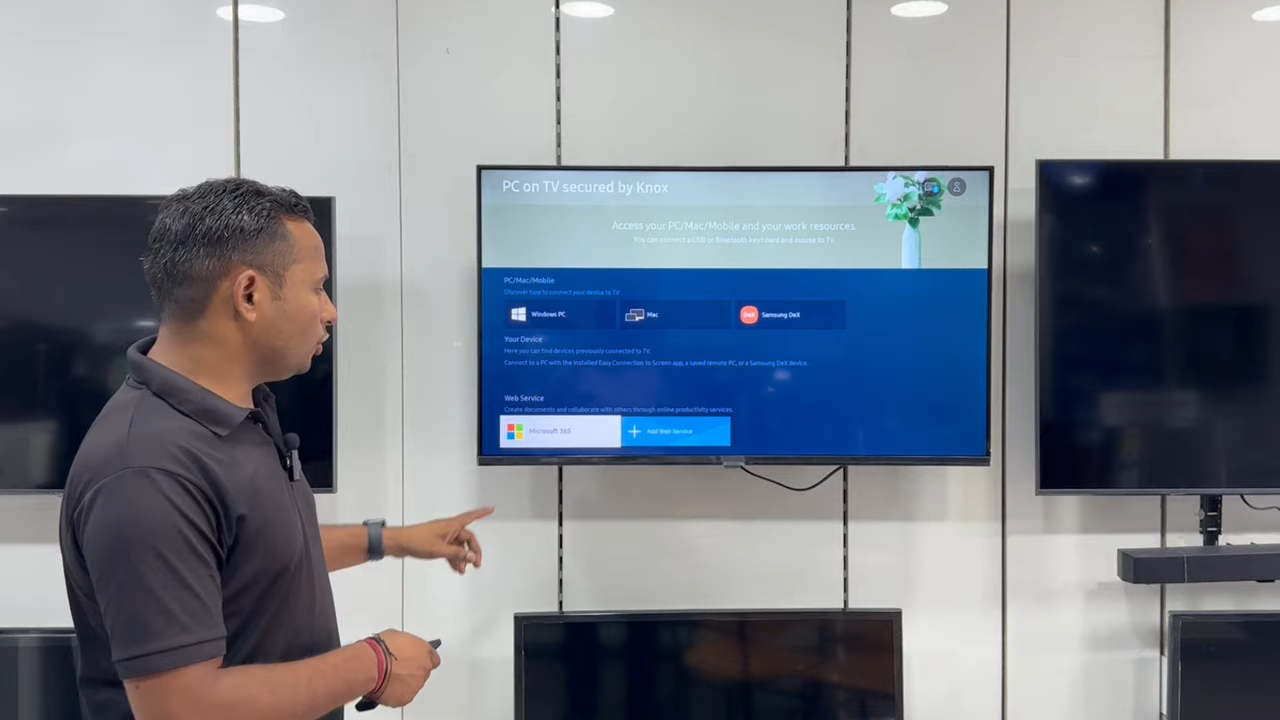 PC on TV secured by Knox
Access your PC/Mac/Mobile and your work resources.
You can connect a USB or Bluetooth keyboard and mouse to TV.
PC/Mac/Mobile
Discover how to connect your device to TV.
Windows PC
Mac
DeX
Samsung DeX
Your Device
Here you can find devices previously connected to TV.
Connect to a PC with the installed Easy Connection to Screen app, a saved remote PC, or a Samsung DeX device.
Web Service
Create documents and collaborate with others through online productivity services.
Microsoft 365
Add Web Service